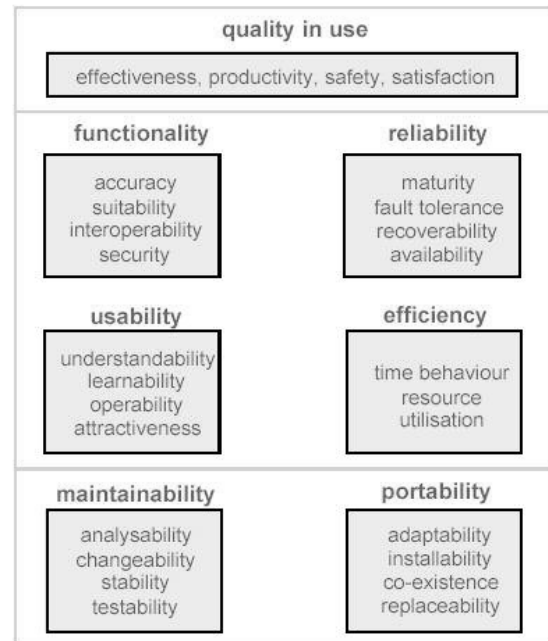 quality in use
effectiveness, productivity, safety, satisfaction
functionality
accuracy
suitability
interoperability
security
reliability
maturity
fault tolerance
recoverability
availability
usability
understandability
learnability
operability
attractiveness
efficiency
time behaviour
resource
utilisation
maintainability
analysability
changeability
stability
testability
portability
adaptability
installability
co-existence
replaceability